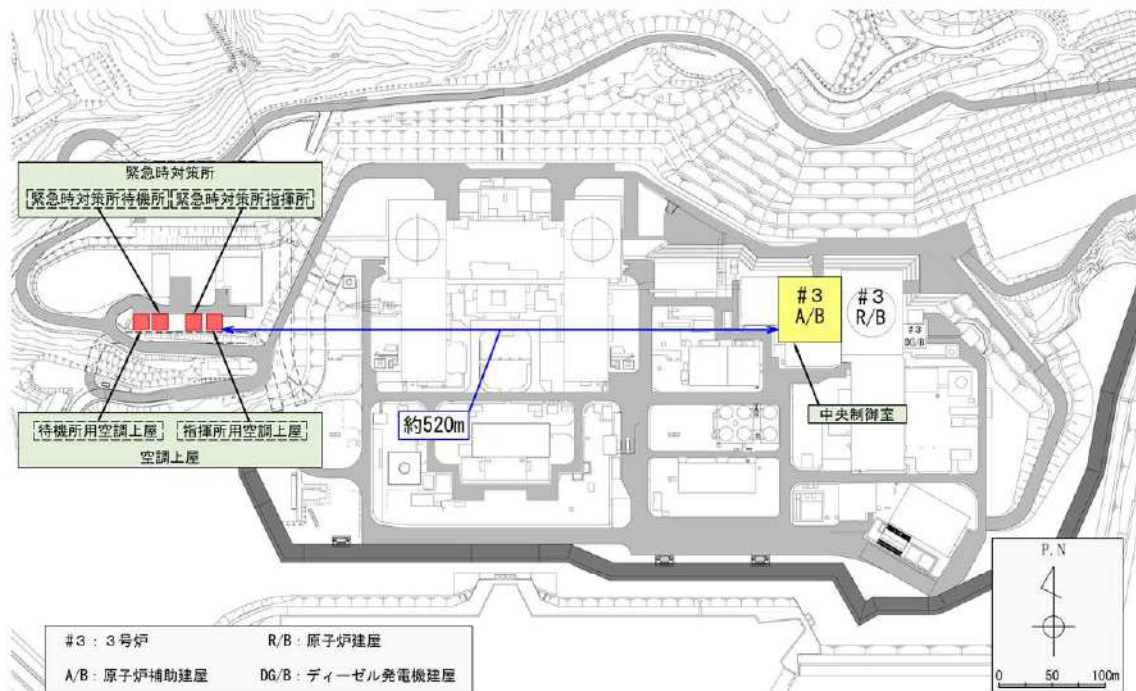 緊急時対策所
緊急時対策所待機所 緊急時対策所指揮所
#3
A/B
#3
R/B
#3
DG/B
約520m
中央制御室
待機所用空調上屋 指揮所用空調上屋
空調上屋
P.N
#3：3号炉 R/B：原子炉建屋
A/B：原子炉補助建屋 DG/B：ディーゼル発電機建屋
0 50 100m